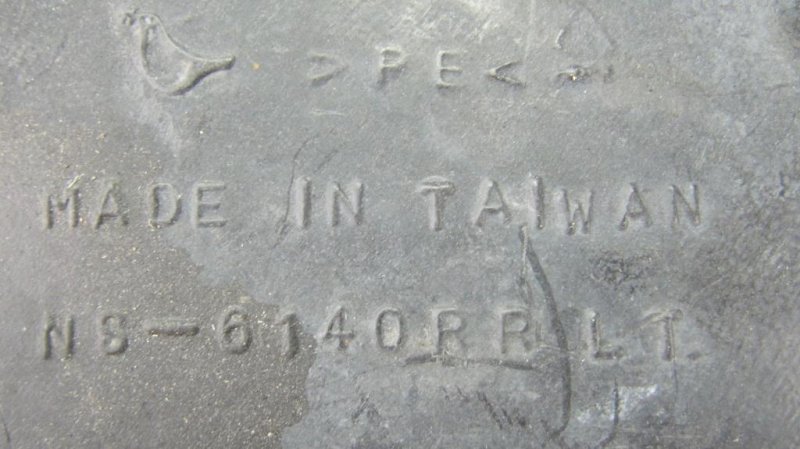 >PE<
MADE IN TAIWAN
NS-6140RR LT.